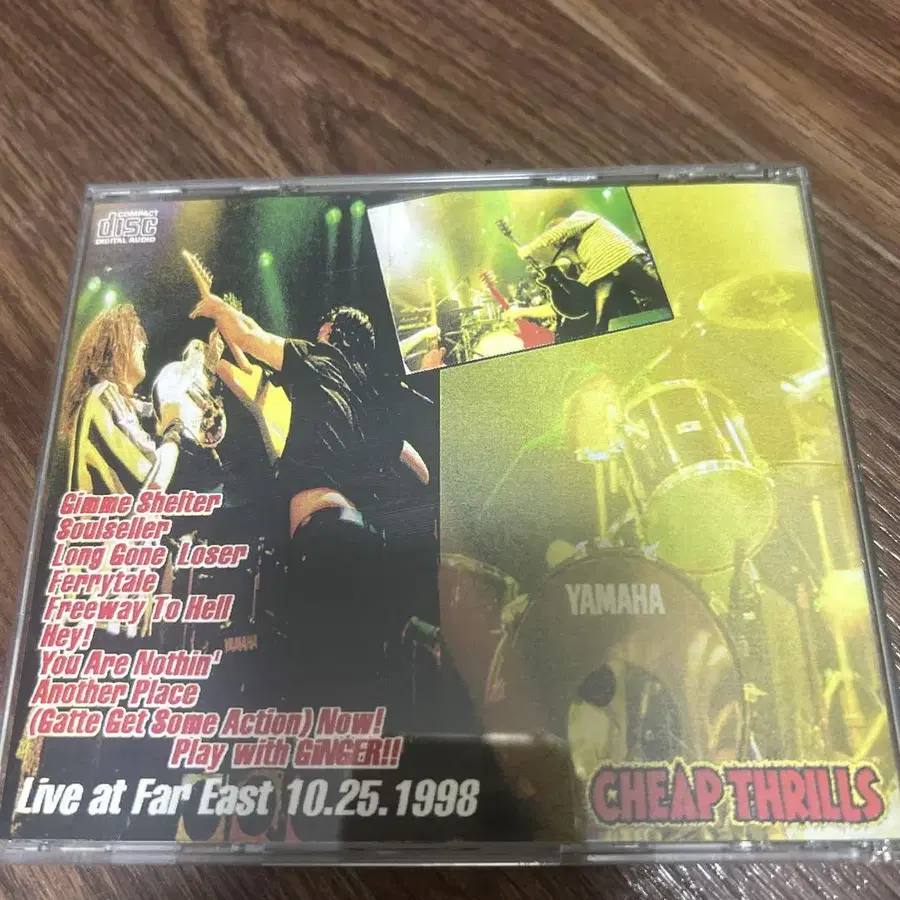 COMPACT
disc
DIGITAL AUDIO
Gimme Shelter
Soulseller
Long Gone Loser
Ferrytale
Freeway To Hell
Hey!
You Are Nothin'
Another Place
(Gatte Get Some Action) Now!
Play with GiNGER!!
Live at Far East 10.25.1998
YAMAHA
YAMAHA
CHEAP THRILLS